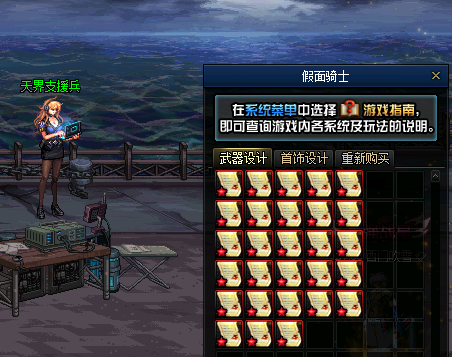 天界支援兵
假面骑士
在系统菜单中选择 游戏指南，
即可查询游戏内各系统及玩法的说明。
武器设计 首饰设计 重新购买